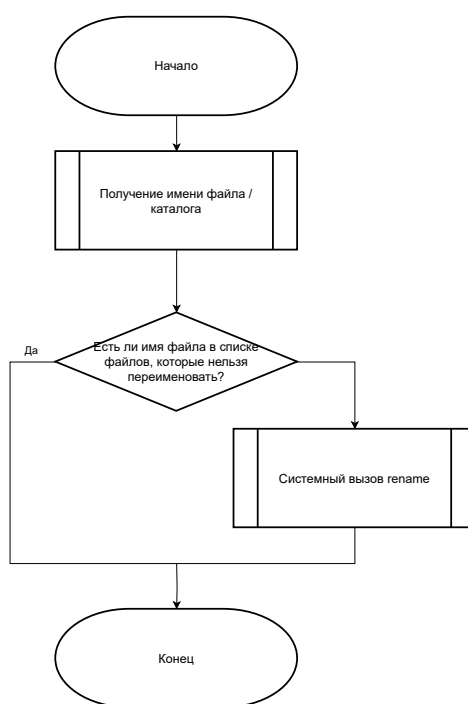 Начало
Получение имени файла /
каталога
Есть ли имя файла в списке
файлов, которые нельзя
переименовать?
Да
Системный вызов rename
Конец